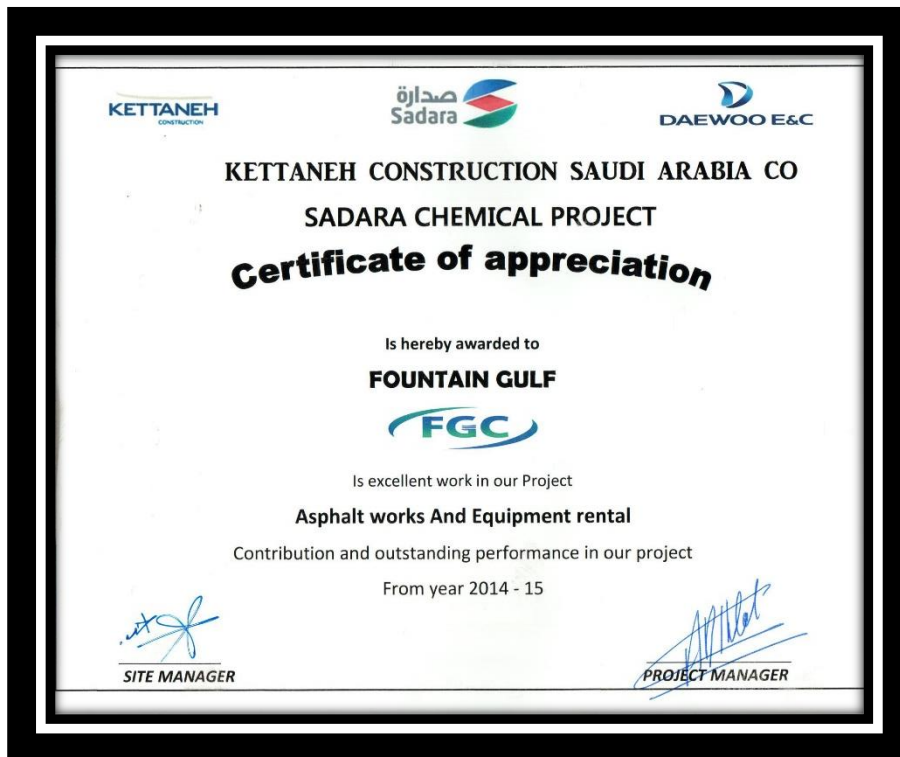 KETTANEH
CONSTRUCTION
صدارة
Sadara
DAEWOO E&C
KETTANEH CONSTRUCTION SAUDI ARABIA CO
SADARA CHEMICAL PROJECT
Certificate of appreciation
Is hereby awarded to
FOUNTAIN GULF
FGC
Is excellent work in our Project
Asphalt works And Equipment rental
Contribution and outstanding performance in our project
From year 2014 - 15
SITE MANAGER
PROJECT MANAGER